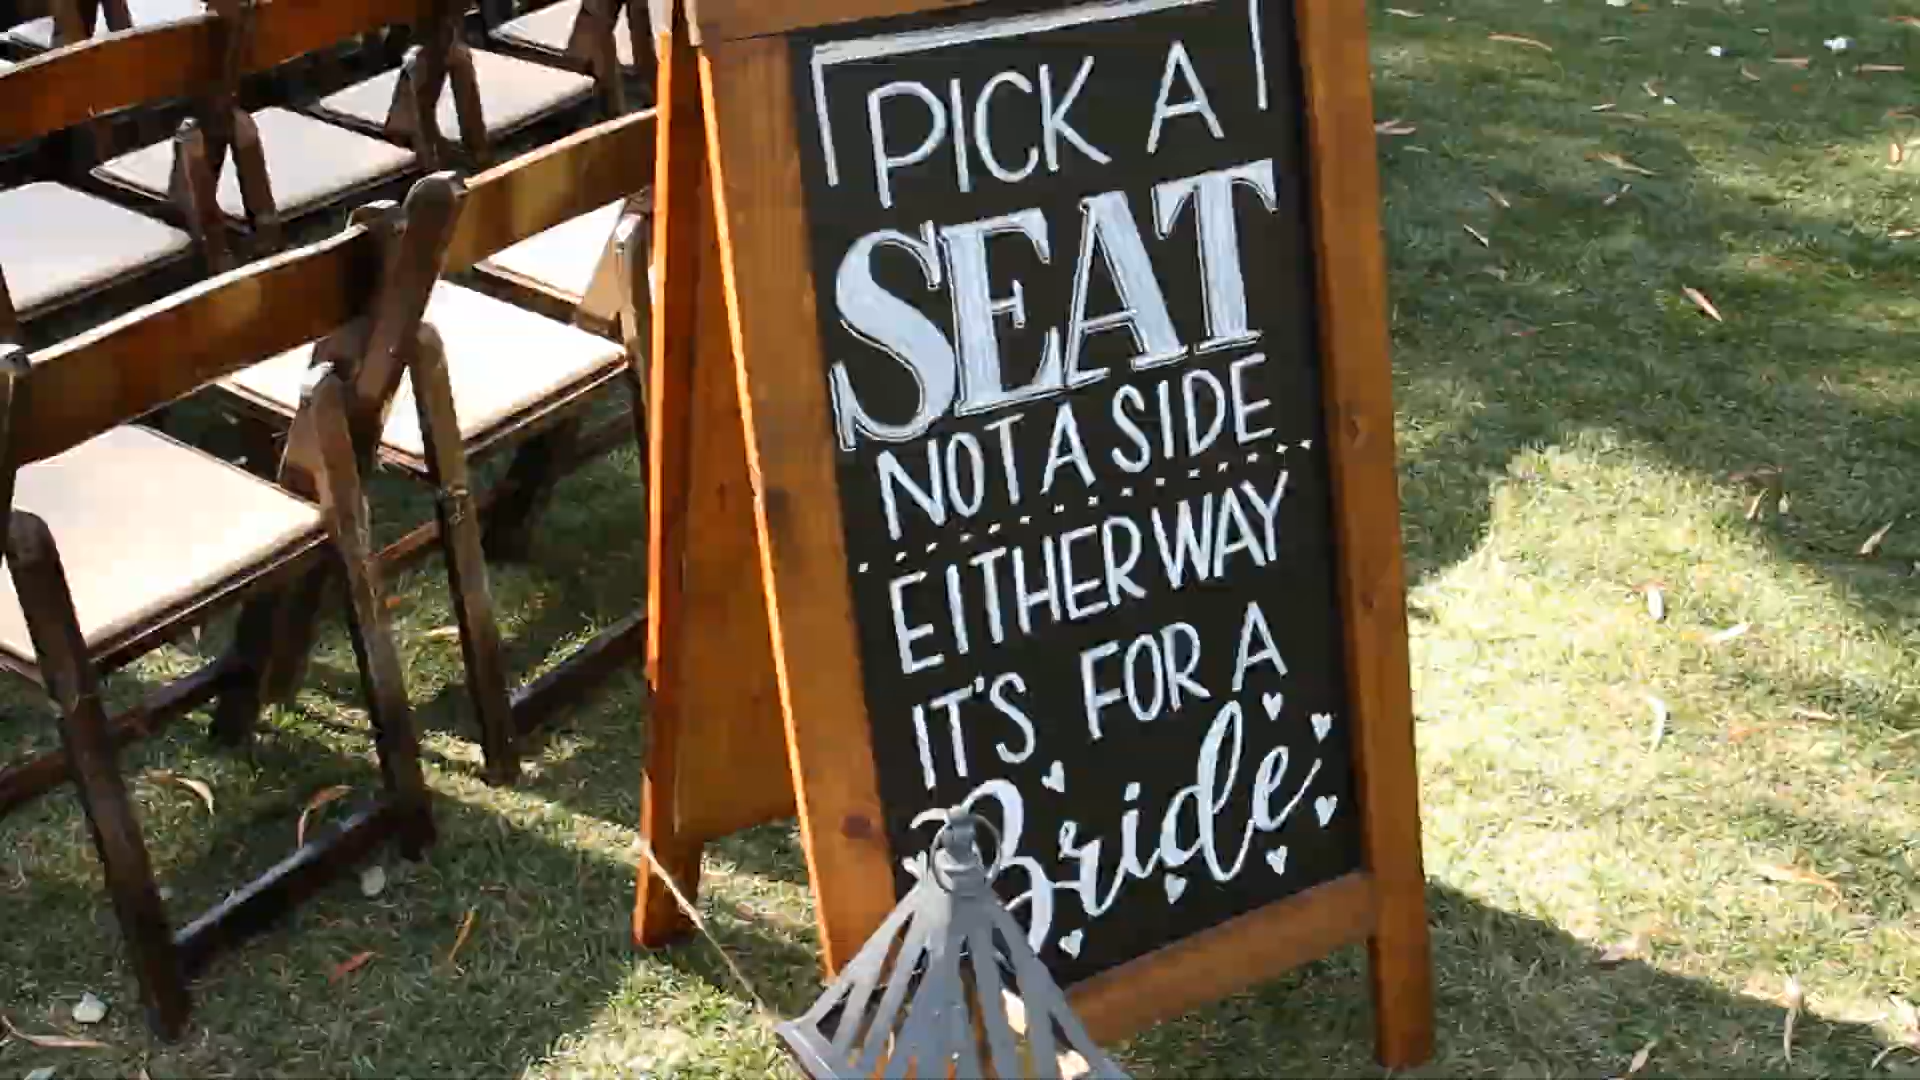 PICK A
SEAT
NOT A SIDE
EITHER WAY
IT'S FOR A
Bride